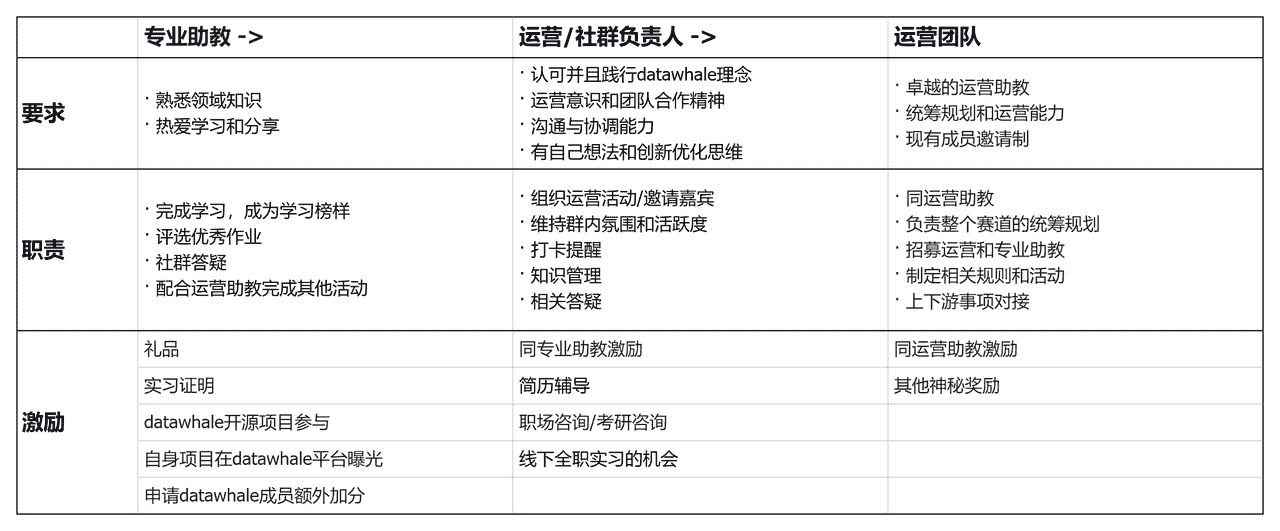 专业助教 ->
运营/社群负责人 ->
运营团队
要求
· 熟悉领域知识
· 热爱学习和分享
· 认可并且践行datawhale理念
· 运营意识和团队合作精神
· 沟通与协调能力
· 有自己想法和创新优化思维
· 卓越的运营助教
· 统筹规划和运营能力
· 现有成员邀请制
职责
· 完成学习，成为学习榜样
· 评选优秀作业
· 社群答疑
· 配合运营助教完成其他活动
· 组织运营活动/邀请嘉宾
· 维持群内氛围和活跃度
· 打卡提醒
· 知识管理
· 相关答疑
· 同运营助教
· 负责整个赛道的统筹规划
· 招募运营和专业助教
· 制定相关规则和活动
· 上下游事项对接
激励
礼品
同专业助教激励
同运营助教激励
实习证明
简历辅导
其他神秘奖励
datawhale开源项目参与
职场咨询/考研咨询
自身项目在datawhale平台曝光
线下全职实习的机会
申请datawhale成员额外加分